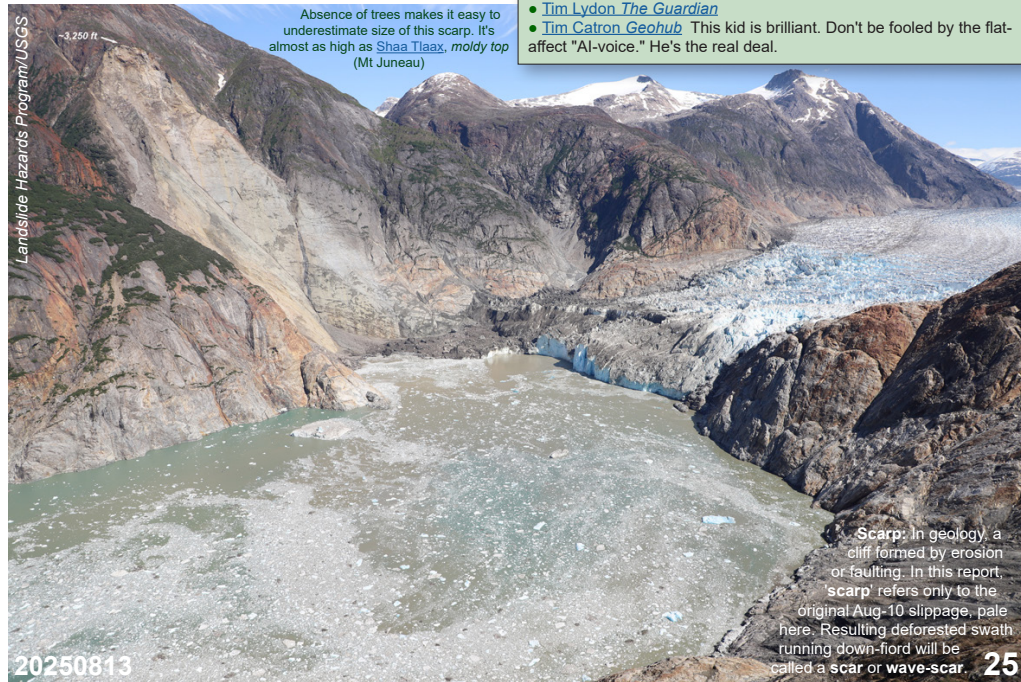 ● Tim Lydon The Guardian
● Tim Catron Geohub This kid is brilliant. Don't be fooled by the flat-
affect "AI-voice." He's the real deal.
Absence of trees makes it easy to
underestimate size of this scarp. It's
almost as high as Shaa Tlaax, moldy top
(Mt Juneau)
~3,250 ft
Landslide Hazards Program/USGS
Scarp: In geology, a
cliff formed by erosion
or faulting. In this report,
'scarp' refers only to the
original Aug-10 slippage, pale
here. Resulting deforested swath
running down-fiord will be
called a scar or wave-scar.
20250813
25